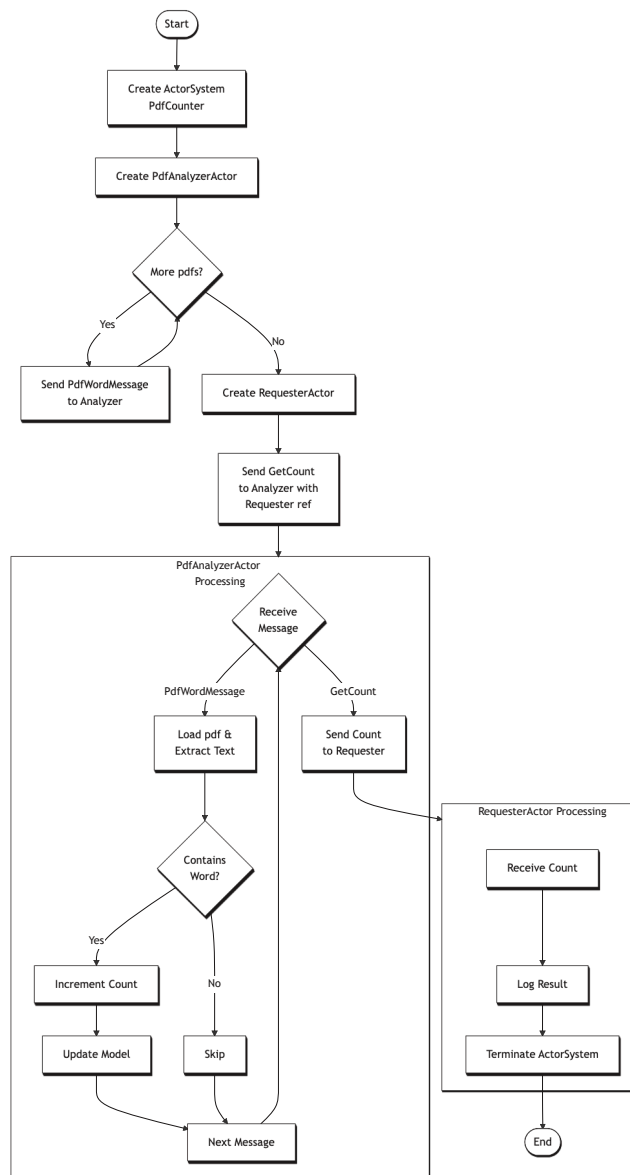 Start
Create ActorSystem
PdfCounter
Create PdfAnalyzerActor
More pdfs?
Yes
No
Send PdfWordMessage
to Analyzer
Create RequesterActor
Send GetCount
to Analyzer with
Requester ref
PdfAnalyzerActor
Processing
Receive
Message
PdfWordMessage
GetCount
Load pdf &
Extract Text
Send Count
to Requester
Contains
Word?
Yes
No
Increment Count
Update Model
Skip
Next Message
RequesterActor Processing
Receive Count
Log Result
Terminate ActorSystem
End